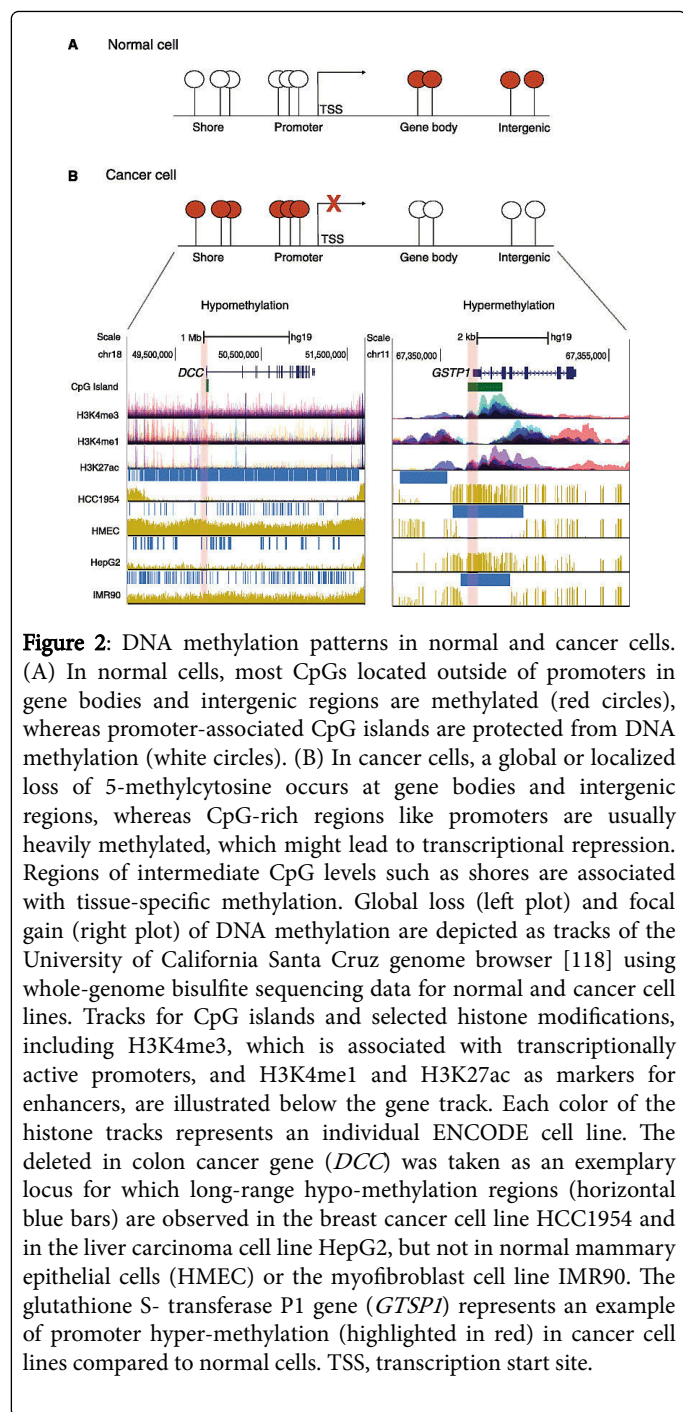 A Normal cell
TSS
Shore Promoter Gene body Intergenic
B Cancer cell
X
TSS
Shore Promoter Gene body Intergenic
Hypomethylation
Scale 1 Mb hg19
chr18 49,500,000 50,500,000 51,500,000
DCC
CpG Island
H3K4me3
H3K4me1
H3K27ac
HCC1954
HMEC
HepG2
IMR90
Hypermethylation
Scale 2 kb hg19
chr11 67,350,000 67,355,000
GSTP1
Figure 2: DNA methylation patterns in normal and cancer cells.
(A) In normal cells, most CpGs located outside of promoters in
gene bodies and intergenic regions are methylated (red circles),
whereas promoter-associated CpG islands are protected from DNA
methylation (white circles). (B) In cancer cells, a global or localized
loss of 5-methylcytosine occurs at gene bodies and intergenic
regions, whereas CpG-rich regions like promoters are usually
heavily methylated, which might lead to transcriptional repression.
Regions of intermediate CpG levels such as shores are associated
with tissue-specific methylation. Global loss (left plot) and focal
gain (right plot) of DNA methylation are depicted as tracks of the
University of California Santa Cruz genome browser [118] using
whole-genome bisulfite sequencing data for normal and cancer cell
lines. Tracks for CpG islands and selected histone modifications,
including H3K4me3, which is associated with transcriptionally
active promoters, and H3K4me1 and H3K27ac as markers for
enhancers, are illustrated below the gene track. Each color of the
histone tracks represents an individual ENCODE cell line. The
deleted in colon cancer gene (DCC) was taken as an exemplary
locus for which long-range hypo-methylation regions (horizontal
blue bars) are observed in the breast cancer cell line HCC1954 and
in the liver carcinoma cell line HepG2, but not in normal mammary
epithelial cells (HMEC) or the myofibroblast cell line IMR90. The
glutathione S- transferase P1 gene (GTSP1) represents an example
of promoter hyper-methylation (highlighted in red) in cancer cell
lines compared to normal cells. TSS, transcription start site.